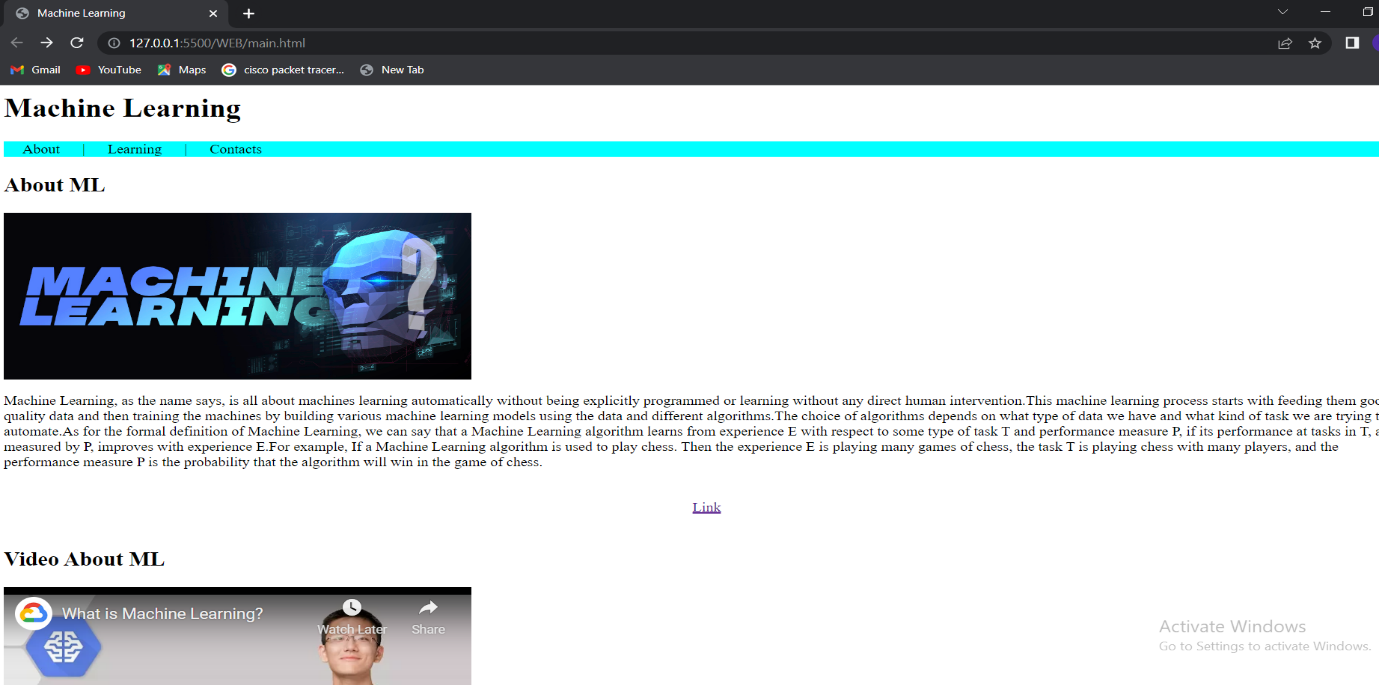 Machine Learning
127.0.0.1:5500/WEB/main.html
Gmail YouTube Maps cisco packet tracer... New Tab
Machine Learning
About | Learning | Contacts
About ML
MACHINE
LEARNING
?
Machine Learning, as the name says, is all about machines learning automatically without being explicitly programmed or learning without any direct human intervention.This machine learning process starts with feeding them
quality data and then training the machines by building various machine learning models using the data and different algorithms.The choice of algorithms depends on what type of data we have and what kind of task we are trying
automate.As for the formal definition of Machine Learning, we can say that a Machine Learning algorithm learns from experience E with respect to some type of task T and performance measure P, if its performance at tasks in T,
measured by P, improves with experience E.For example, If a Machine Learning algorithm is used to play chess. Then the experience E is playing many games of chess, the task T is playing chess with many players, and the
performance measure P is the probability that the algorithm will win in the game of chess.
Link
Video About ML
What is Machine Learning?
Watch Later Share
Activate Windows
Go to Settings to activate Windows.